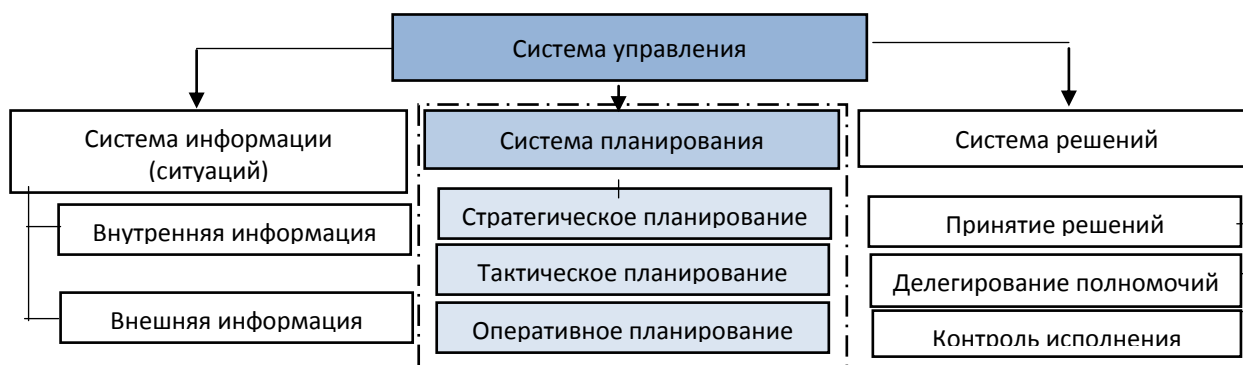 Система управления
Система информации
(ситуаций)
Внутренняя информация
Внешняя информация
Система планирования
Стратегическое планирование
Тактическое планирование
Оперативное планирование
Система решений
Принятие решений
Делегирование полномочий
Контроль исполнения